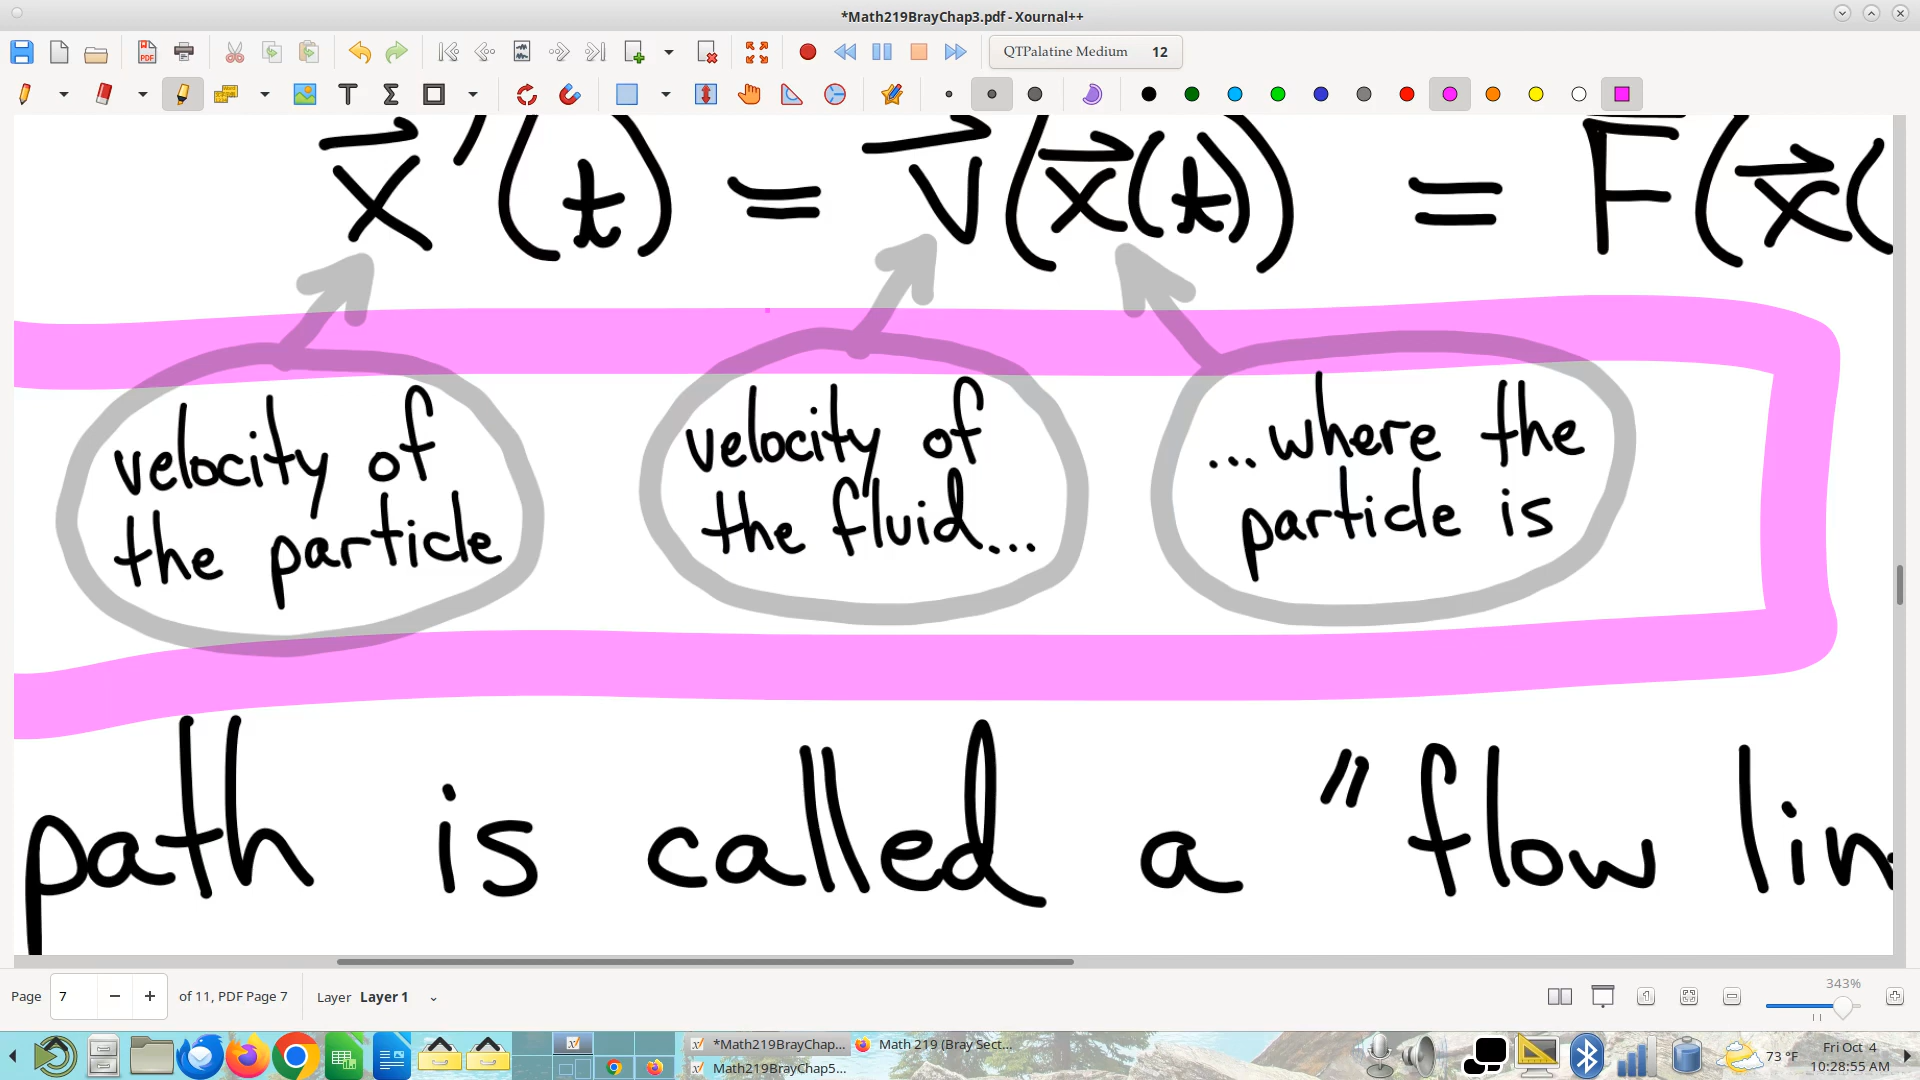 *Math219BrayChap3.pdf - Xournal++
QTPalatine Medium 12
x⃗'(t) = v⃗(x⃗(t)) = F⃗(x⃗(
velocity of
the particle
velocity of
the fluid...
...where the
particle is
path is called a "flow lin
Page 7 of 11, PDF Page 7 Layer Layer 1
343%
*Math219BrayChap...
Math 219 (Bray Sect...
Math219BrayChap5...
73 °F
Fri Oct 4
10:28:55 AM